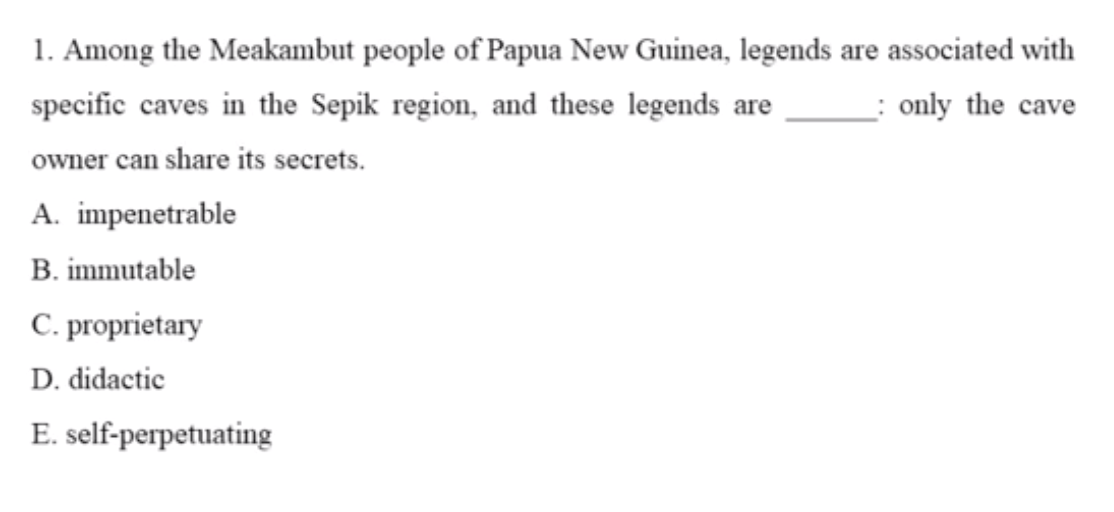 1. Among the Meakambut people of Papua New Guinea, legends are associated with
specific caves in the Sepik region, and these legends are ______: only the cave
owner can share its secrets.
A. impenetrable
B. immutable
C. proprietary
D. didactic
E. self-perpetuating